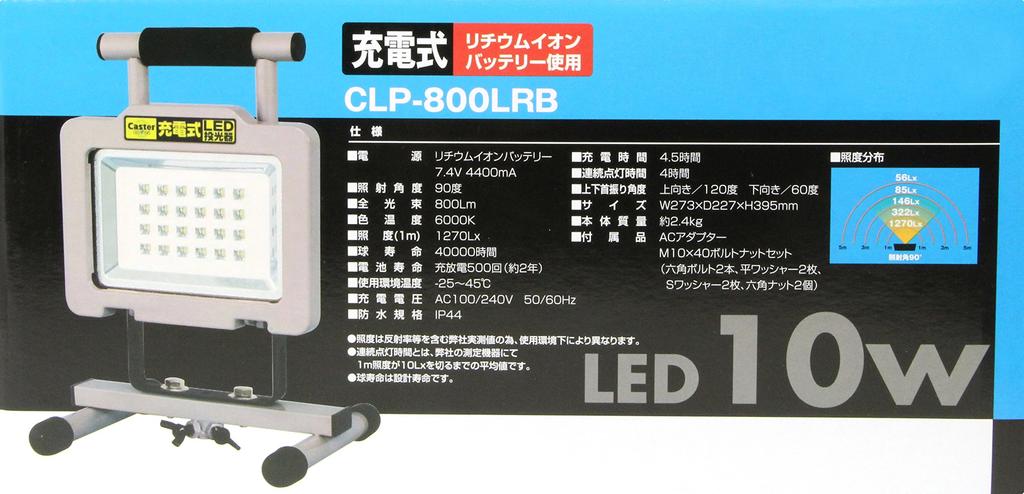 充電式
リチウムイオン
バッテリー使用
CLP-800LRB
Caster
充電式
LED
投光器
仕様
■電源 リチウムイオンバッテリー
7.4V 4400mA
■照射角度 90度
■全光束 800Lm
■色温度 6000K
■照度(1m) 1270Lx
■球寿命 40000時間
■電池寿命 充放電500回(約2年)
■使用環境温度 -25~45℃
■充電電圧 AC100/240V 50/60Hz
■防水規格 IP44
■充電時間 4.5時間
■連続点灯時間 4時間
■上下首振り角度 上向き/120度 下向き/60度
■サイズ W273×D227×H395mm
■本体質量 約2.4kg
■付属品 ACアダプター
M10×40ボルトナットセット
(六角ボルト2本、平ワッシャー2枚、
Sワッシャー2枚、六角ナット2個)
■照度分布
56Lx
85Lx
146Lx
322Lx
1270Lx
5m 3m 1m 1m 3m 5m
照射角90°
●照度は反射率等を含む弊社実測値の為、使用環境下により異なります。
●連続点灯時間とは、弊社の測定機器にて
1m照度が10Lxを切るまでの平均値です。
●球寿命は設計寿命です。
LED 10w